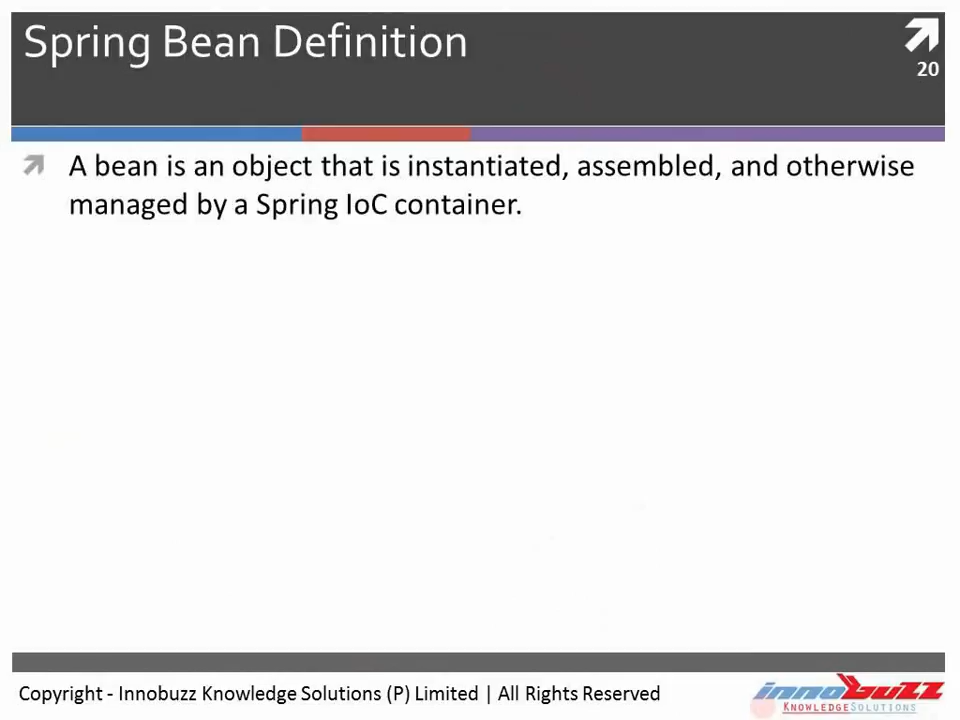 Spring Bean Definition
20
A bean is an object that is instantiated, assembled, and otherwise
managed by a Spring IoC container.
Copyright - Innobuzz Knowledge Solutions (P) Limited | All Rights Reserved
innobuzz
KNOWLEDGESOLUTIONS